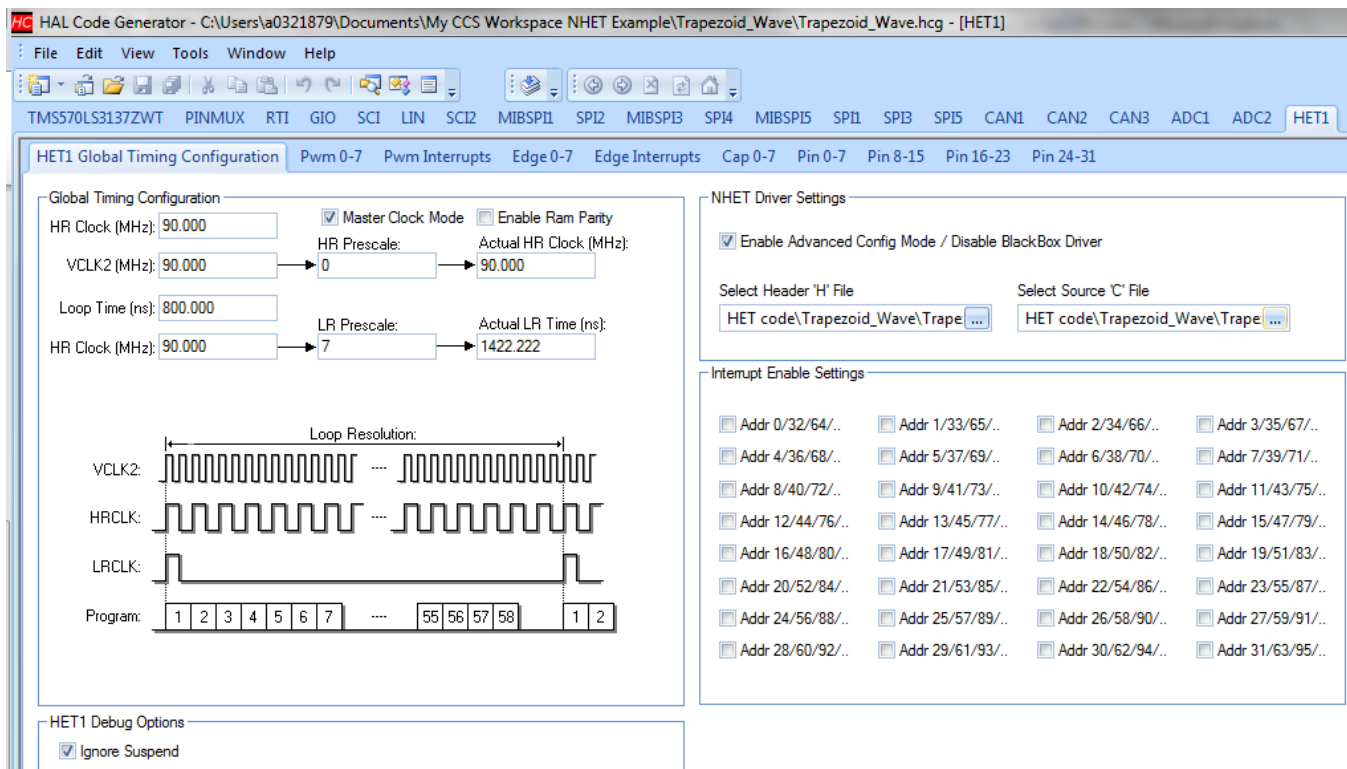 HC HAL Code Generator - C:\Users\a0321879\Documents\My CCS Workspace NHET Example\Trapezoid_Wave\Trapezoid_Wave.hcg - [HET1]
File Edit View Tools Window Help
TMS570LS3137ZWT PINMUX RTI GIO SCI LIN SCI2 MIBSPI1 SPI2 MIBSPI3 SPI4 MIBSPI5 SPI1 SPI3 SPI5 CAN1 CAN2 CAN3 ADC1 ADC2 HET1
HET1 Global Timing Configuration Pwm 0-7 Pwm Interrupts Edge 0-7 Edge Interrupts Cap 0-7 Pin 0-7 Pin 8-15 Pin 16-23 Pin 24-31
Global Timing Configuration
HR Clock (MHz): 90.000 Master Clock Mode Enable Ram Parity
HR Prescale: Actual HR Clock (MHz):
VCLK2 (MHz): 90.000 0 90.000
Loop Time (ns): 800.000
LR Prescale: Actual LR Time (ns):
HR Clock (MHz): 90.000 7 1422.222
Loop Resolution:
VCLK2: ----
HRCLK: ---
LRCLK:
Program: 1 2 3 4 5 6 7 ---- 55 56 57 58 1 2
HET1 Debug Options
Ignore Suspend
NHET Driver Settings
Enable Advanced Config Mode / Disable BlackBox Driver
Select Header 'H' File Select Source 'C' File
HET code\Trapezoid_Wave\Trape: ... HET code\Trapezoid_Wave\Trape: ...
Interrupt Enable Settings
Addr 0/32/64/.. Addr 1/33/65/.. Addr 2/34/66/.. Addr 3/35/67/..
Addr 4/36/68/.. Addr 5/37/69/.. Addr 6/38/70/.. Addr 7/39/71/..
Addr 8/40/72/.. Addr 9/41/73/.. Addr 10/42/74/.. Addr 11/43/75/..
Addr 12/44/76/.. Addr 13/45/77/.. Addr 14/46/78/.. Addr 15/47/79/..
Addr 16/48/80/.. Addr 17/49/81/.. Addr 18/50/82/.. Addr 19/51/83/..
Addr 20/52/84/.. Addr 21/53/85/.. Addr 22/54/86/.. Addr 23/55/87/..
Addr 24/56/88/.. Addr 25/57/89/.. Addr 26/58/90/.. Addr 27/59/91/..
Addr 28/60/92/.. Addr 29/61/93/.. Addr 30/62/94/.. Addr 31/63/95/..